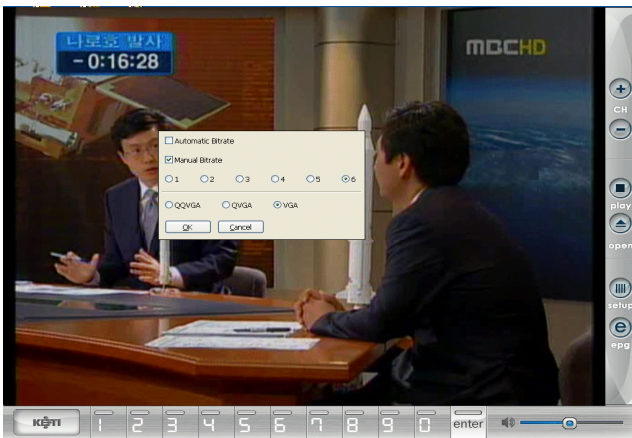 나로호 발사
- 0:16:28
MBCHD
Automatic Bitrate
Manual Bitrate
1 2 3 4 5 6
QQVGA QVGA VGA
OK Cancel
CH
play
open
setup
e
epg
KETI
1 2 3 4 5 6 7 8 9 0 enter